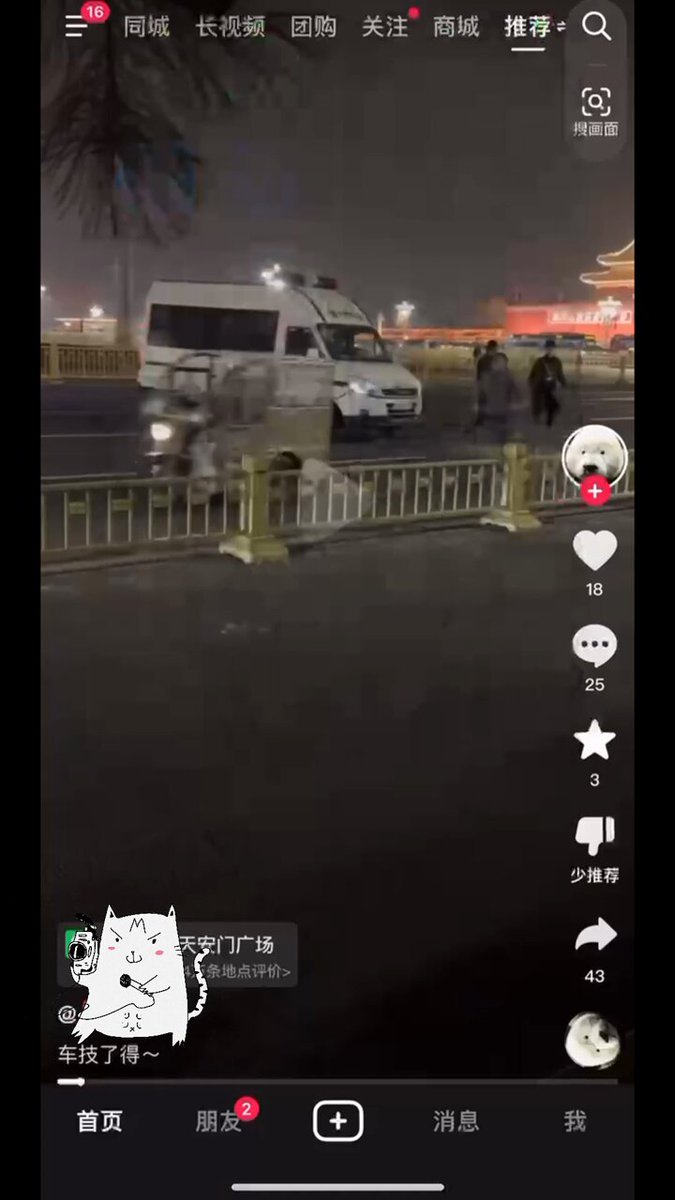 16
同城 长视频 团购 关注 商城 推荐
搜画面
18
25
3
少推荐
43
天安门广场
万条地点评价>
@
车技了得～
首页 朋友 2 消息 我